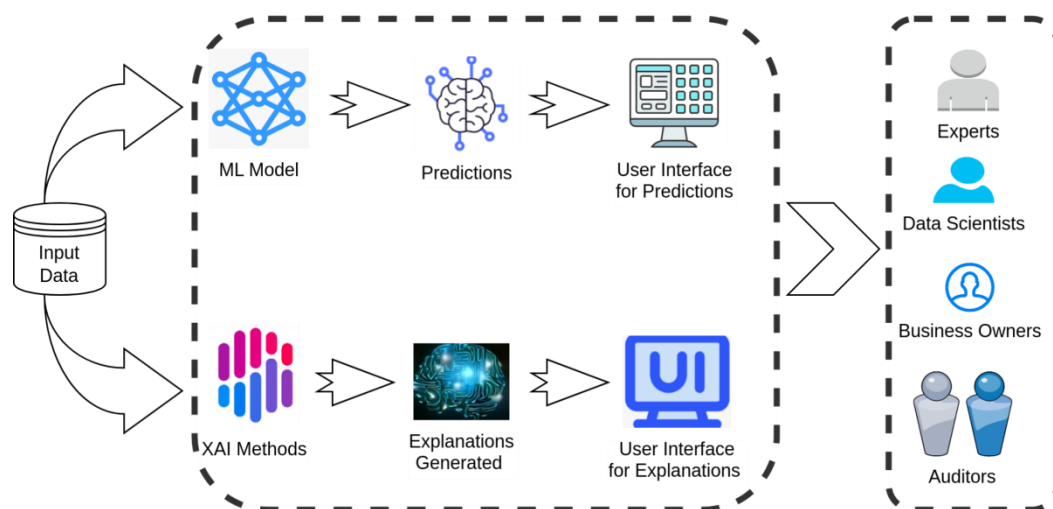 Input
Data
ML Model
Predictions
User Interface
for Predictions
XAI Methods
Explanations
Generated
UI
User Interface
for Explanations
Experts
Data Scientists
Business Owners
Auditors